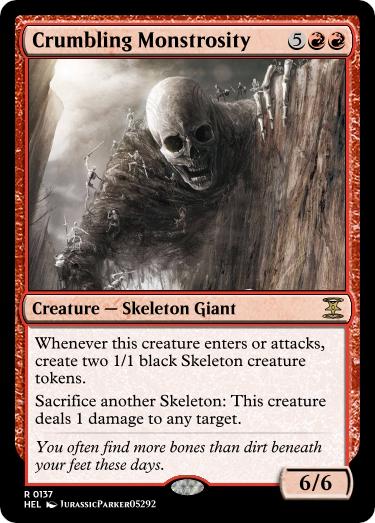 Crumbling Monstrosity 5
Creature — Skeleton Giant
Whenever this creature enters or attacks,
create two 1/1 black Skeleton creature
tokens.
Sacrifice another Skeleton: This creature
deals 1 damage to any target.
You often find more bones than dirt beneath
your feet these days.
6/6
R 0137
HEL JurassicParker05292